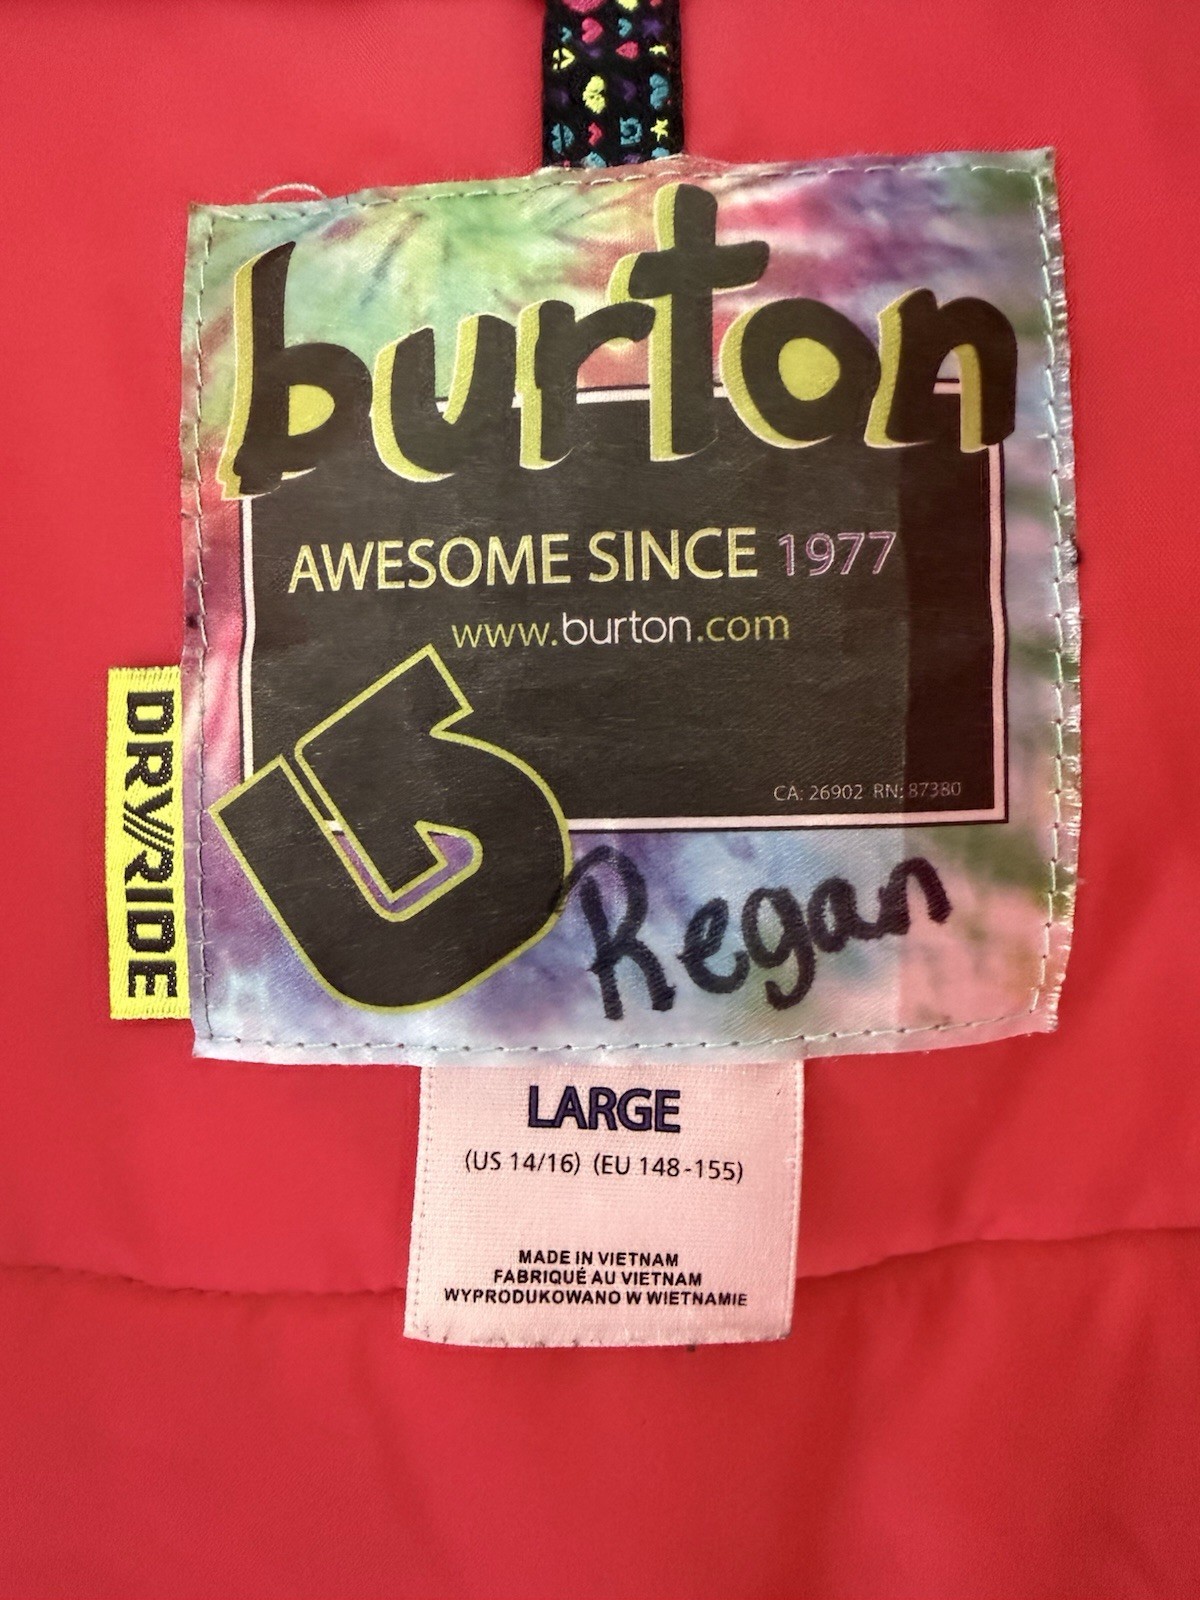 burton
AWESOME SINCE 1977
www.burton.com
CA: 26902 RN: 87380
DRYRIDE
Regan
LARGE
(US 14/16) (EU 148-155)
MADE IN VIETNAM
FABRIQUÉ AU VIETNAM
WYPRODUKOWANO W WIETNAMIE